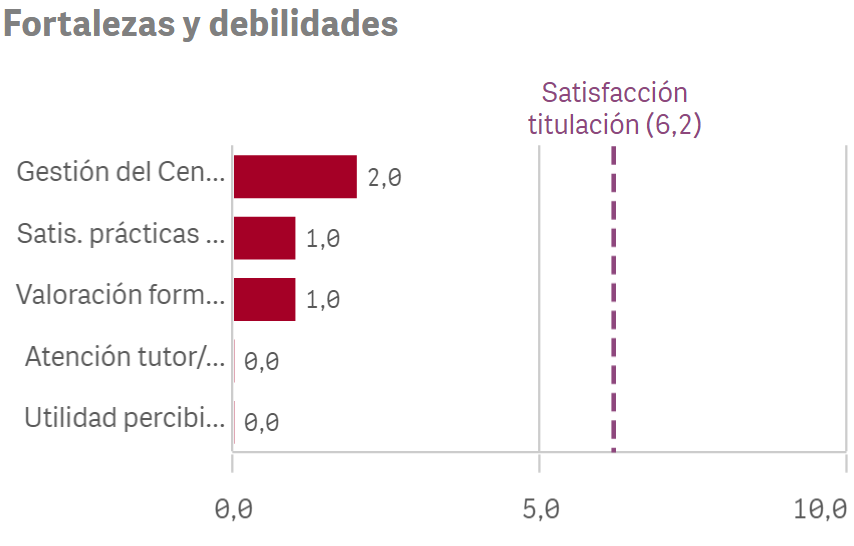 Fortalezas y debilidades
Satisfacción
titulación (6,2)
Gestión del Cen... 2,0
Satis. prácticas ... 1,0
Valoración form... 1,0
Atención tutor/... 0,0
Utilidad percibi... 0,0
0,0 5,0 10,0